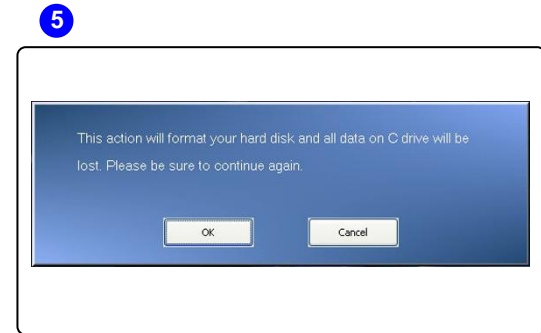 5
This action will format your hard disk and all data on C drive will be
lost. Please be sure to continue again.
OK
Cancel